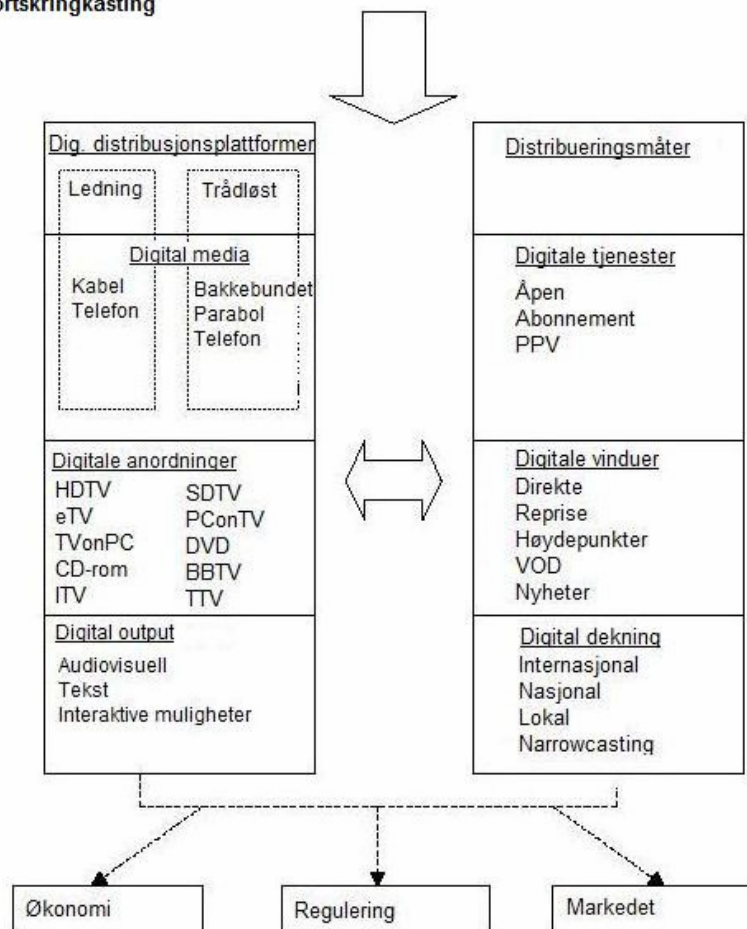 Dig. distribusjonsplattformer
Ledning
Trådløst
Digital media
Kabel
Telefon
Bakkebundet
Parabol
Telefon
Digitale anordninger
HDTV
eTV
TVonPC
CD-rom
ITV
SDTV
PConTV
DVD
BBTV
TTV
Digital output
Audiovisuell
Tekst
Interaktive muligheter
Distribueringsmåter
Digitale tjenester
Åpen
Abonnement
PPV
Digitale vinduer
Direkte
Reprise
Høydepunkter
VOD
Nyheter
Digital dekning
Internasjonal
Nasjonal
Lokal
Narrowcasting
Økonomi
Regulering
Markedet